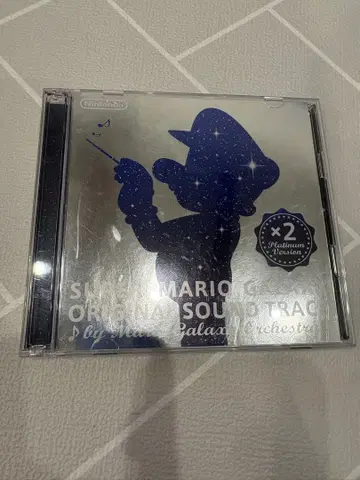 Nintendo
×2
Platinum
Version
SUPER MARIO GA
ORIGINAL SOUND TRAC
by Mario Galaxy Orchestra